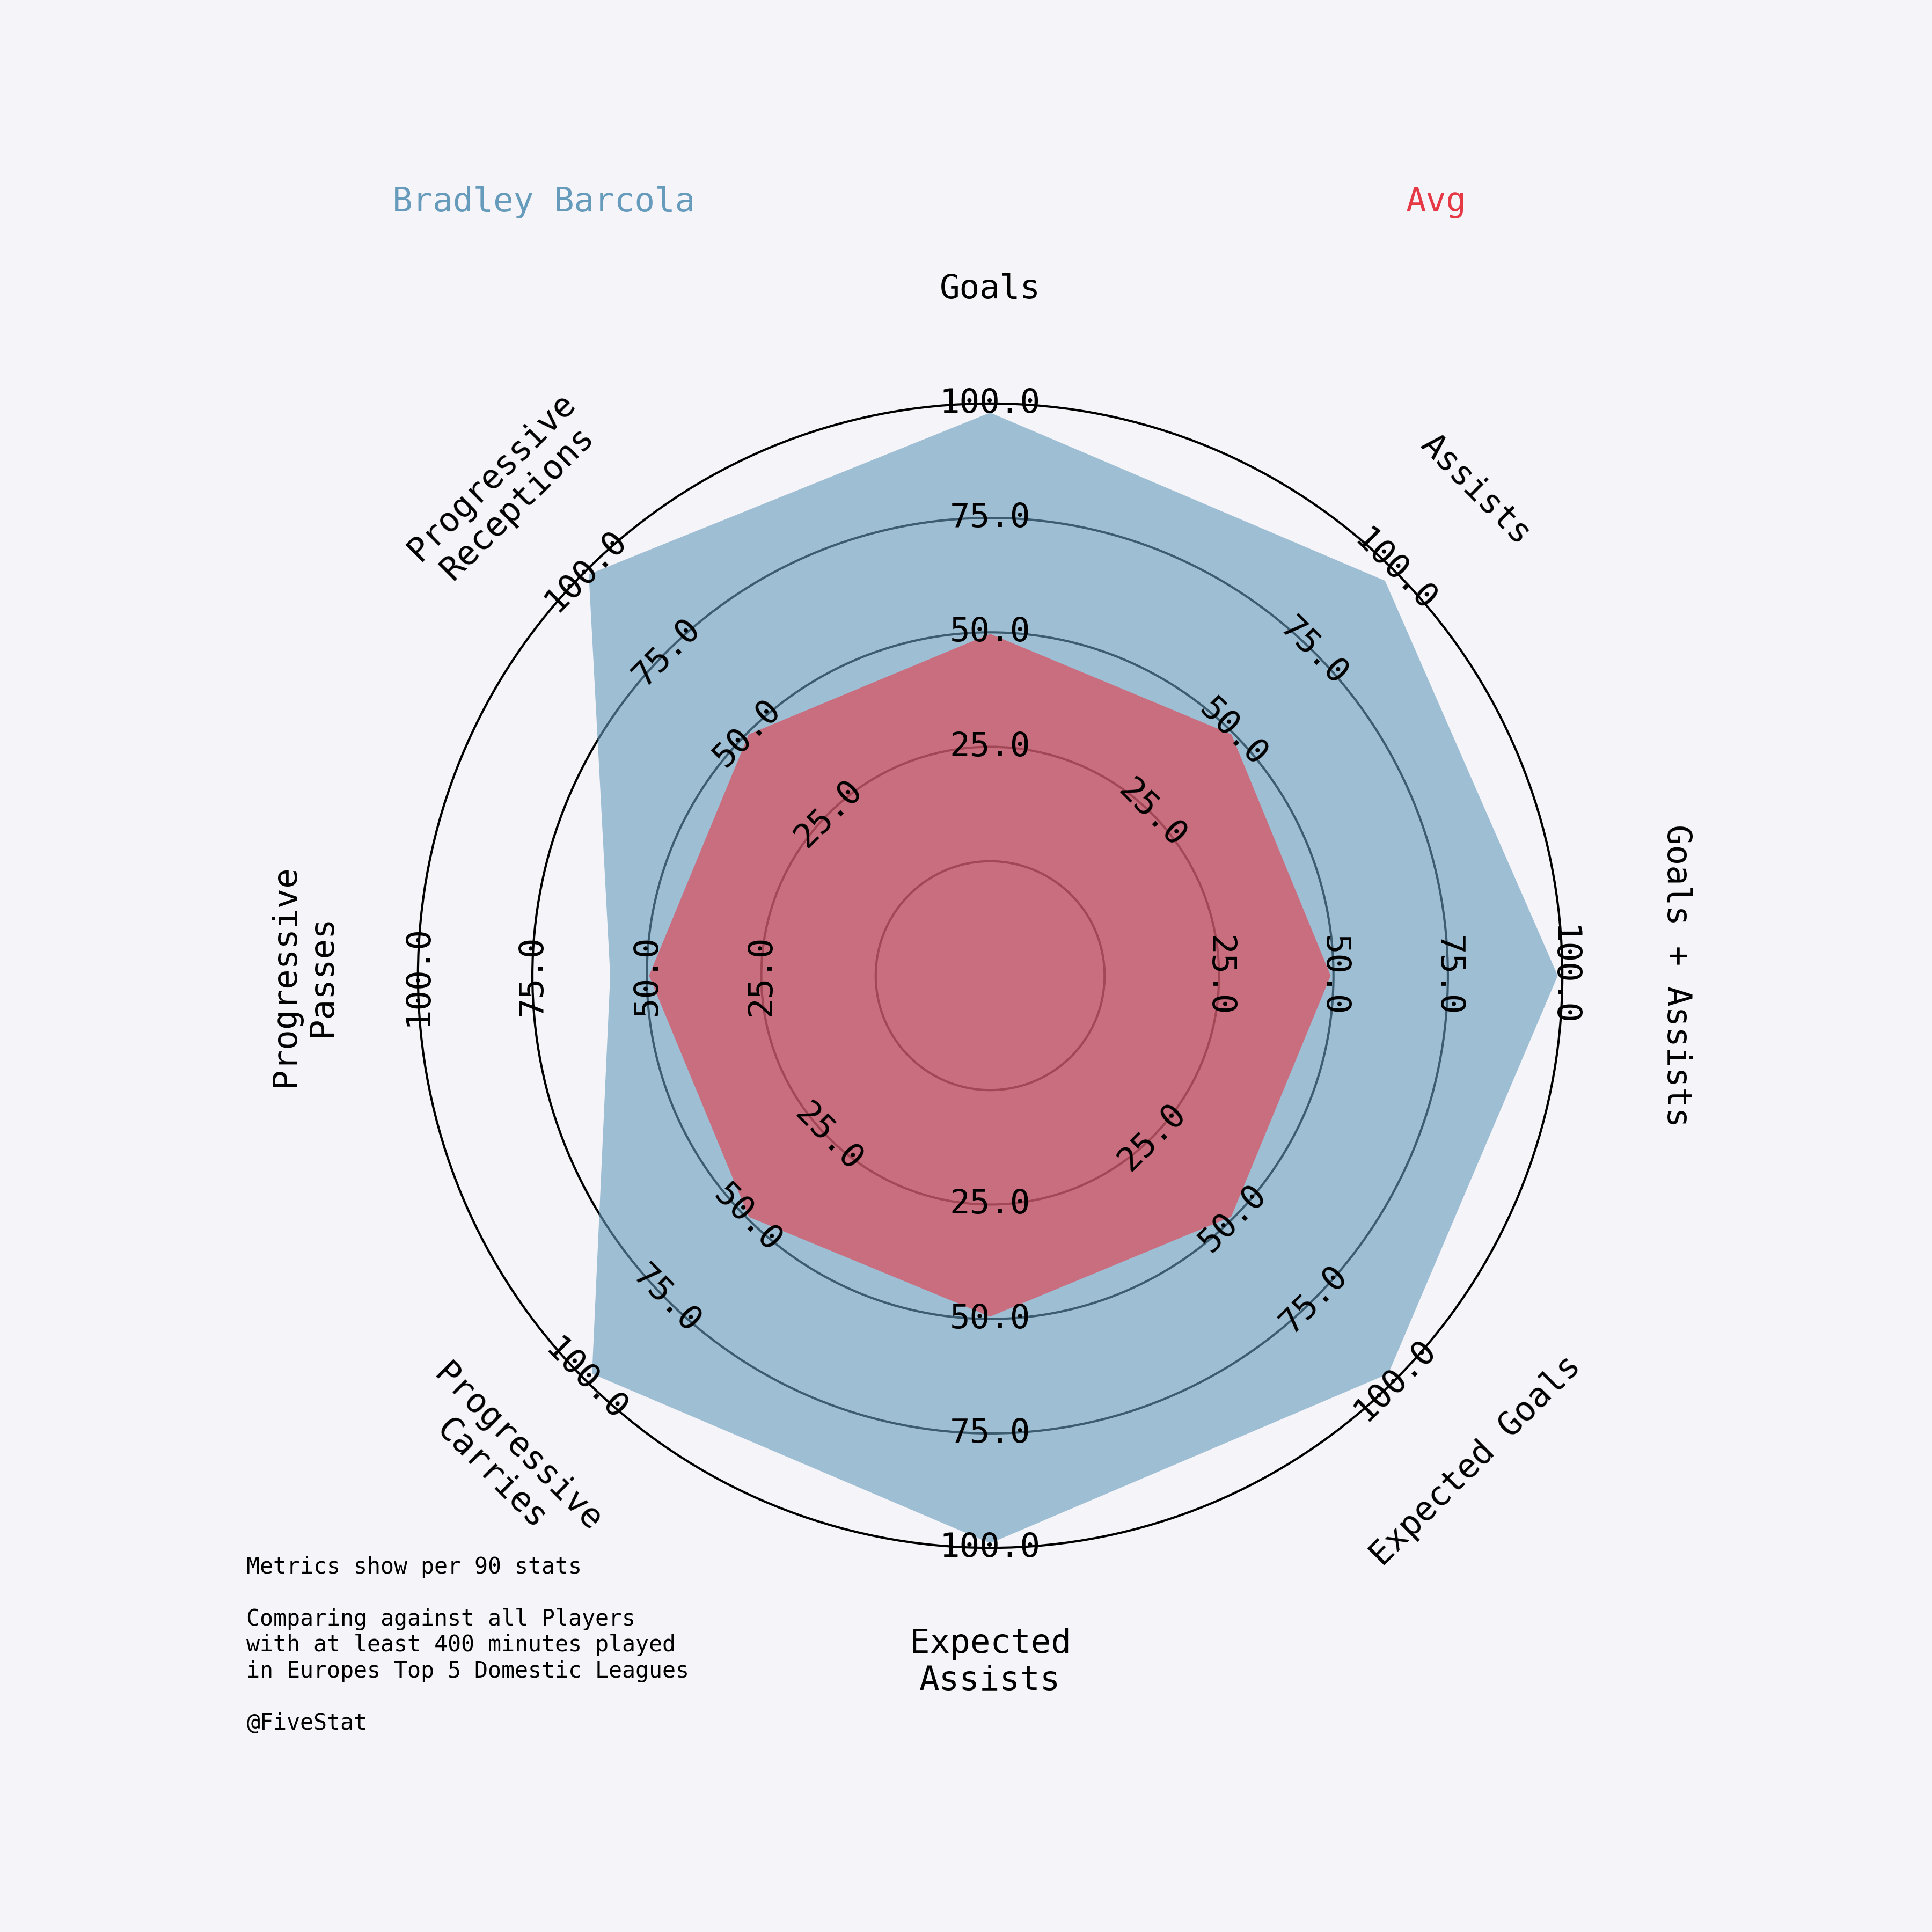 Bradley Barcola
Avg
Goals
Assists
Goals + Assists
Expected Goals
Expected
Assists
Progressive
Carries
Progressive
Passes
Progressive
Receptions
25.0
50.0
75.0
100.0
25.0
50.0
75.0
100.0
25.0
50.0
75.0
100.0
25.0
50.0
75.0
100.0
25.0
50.0
75.0
100.0
25.0
50.0
75.0
100.0
25.0
50.0
75.0
100.0
25.0
50.0
75.0
100.0
Metrics show per 90 stats
Comparing against all Players
with at least 400 minutes played
in Europes Top 5 Domestic Leagues
@FiveStat